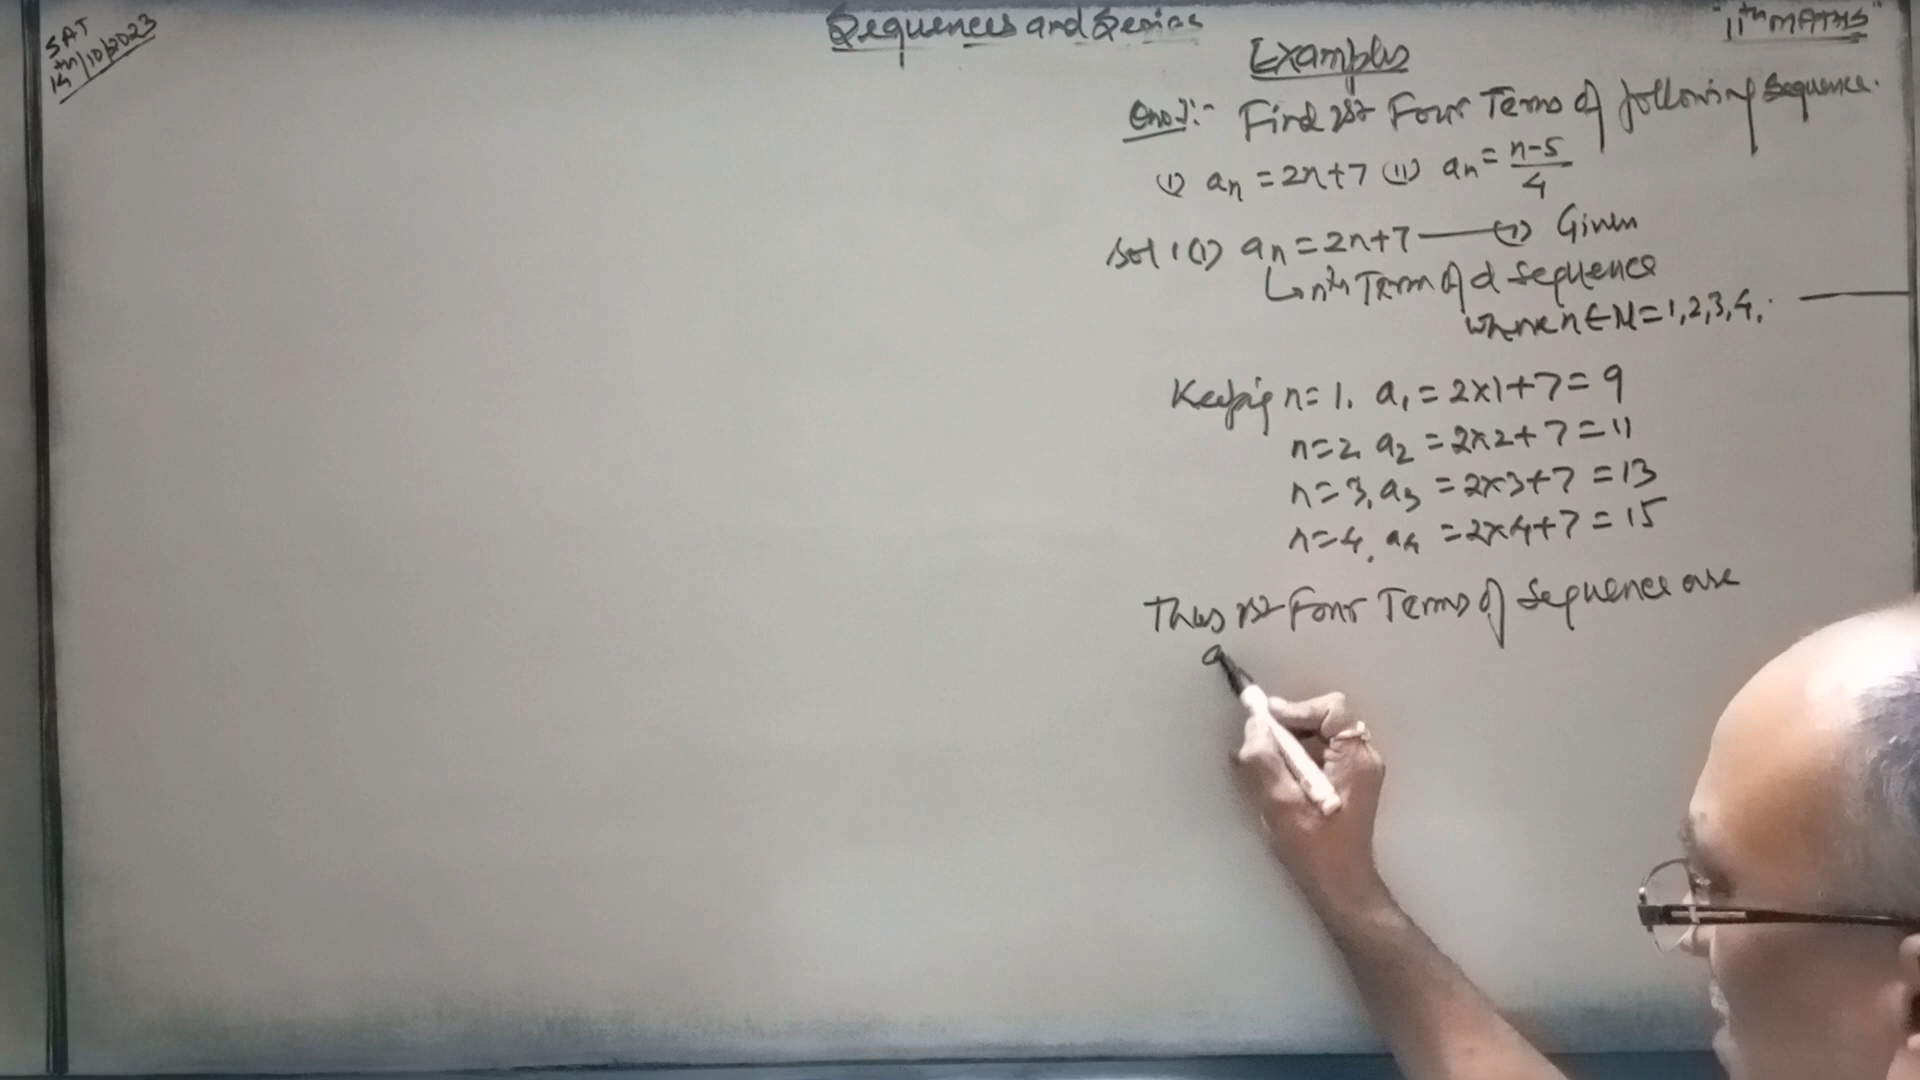 SAT
14th/10/2023
Sequences and Series
"11th MATHS"
Examples
Qno1:- Find 1st Four Terms of following Sequence.
(i) an = 2n+7 (ii) an = n-5/4
Sol: (i) an = 2n+7 —— (1) Given
↳ nth Term of a Sequence
where n ∈ N = 1,2,3,4, . ——
Keeping n=1, a1 = 2×1+7 = 9
n=2, a2 = 2×2+7 = 11
n=3, a3 = 2×3+7 = 13
n=4, a4 = 2×4+7 = 15
Thus 1st Four Terms of Sequence are
a